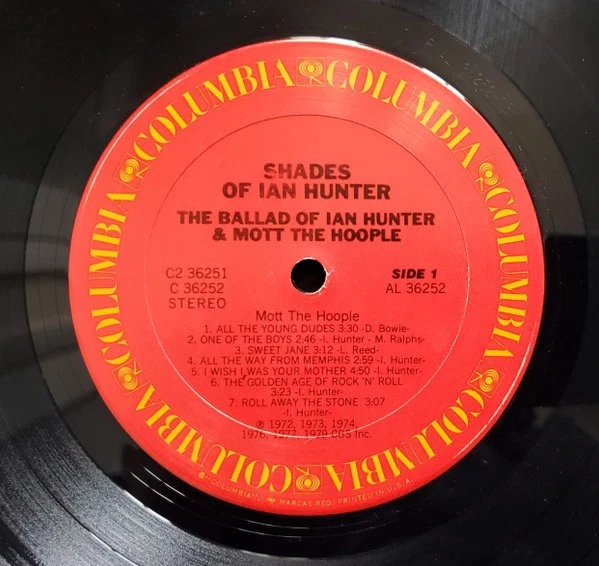 COLUMBIA COLUMBIA COLUMBIA COLUMBIA COLUMBIA COLUMBIA
SHADES
OF IAN HUNTER
THE BALLAD OF IAN HUNTER
& MOTT THE HOOPLE
C2 36251
C 36252
STEREO
SIDE 1
AL 36252
Mott The Hoople
1. ALL THE YOUNG DUDES 3:30 -D. Bowie-
2. ONE OF THE BOYS 2:46 -I. Hunter - M. Ralphs-
3. SWEET JANE 3:12 -L. Reed-
4. ALL THE WAY FROM MEMPHIS 2:59 -I. Hunter-
5. I WISH I WAS YOUR MOTHER 4:50 -I. Hunter-
6. THE GOLDEN AGE OF ROCK 'N' ROLL
3:23 -I. Hunter-
7. ROLL AWAY THE STONE 3:07
-I. Hunter-
℗ 1972, 1973, 1974,
1976, 1977, 1979 CBS Inc.
"COLUMBIA", MARCAS REG. PRINTED IN U.S.A.